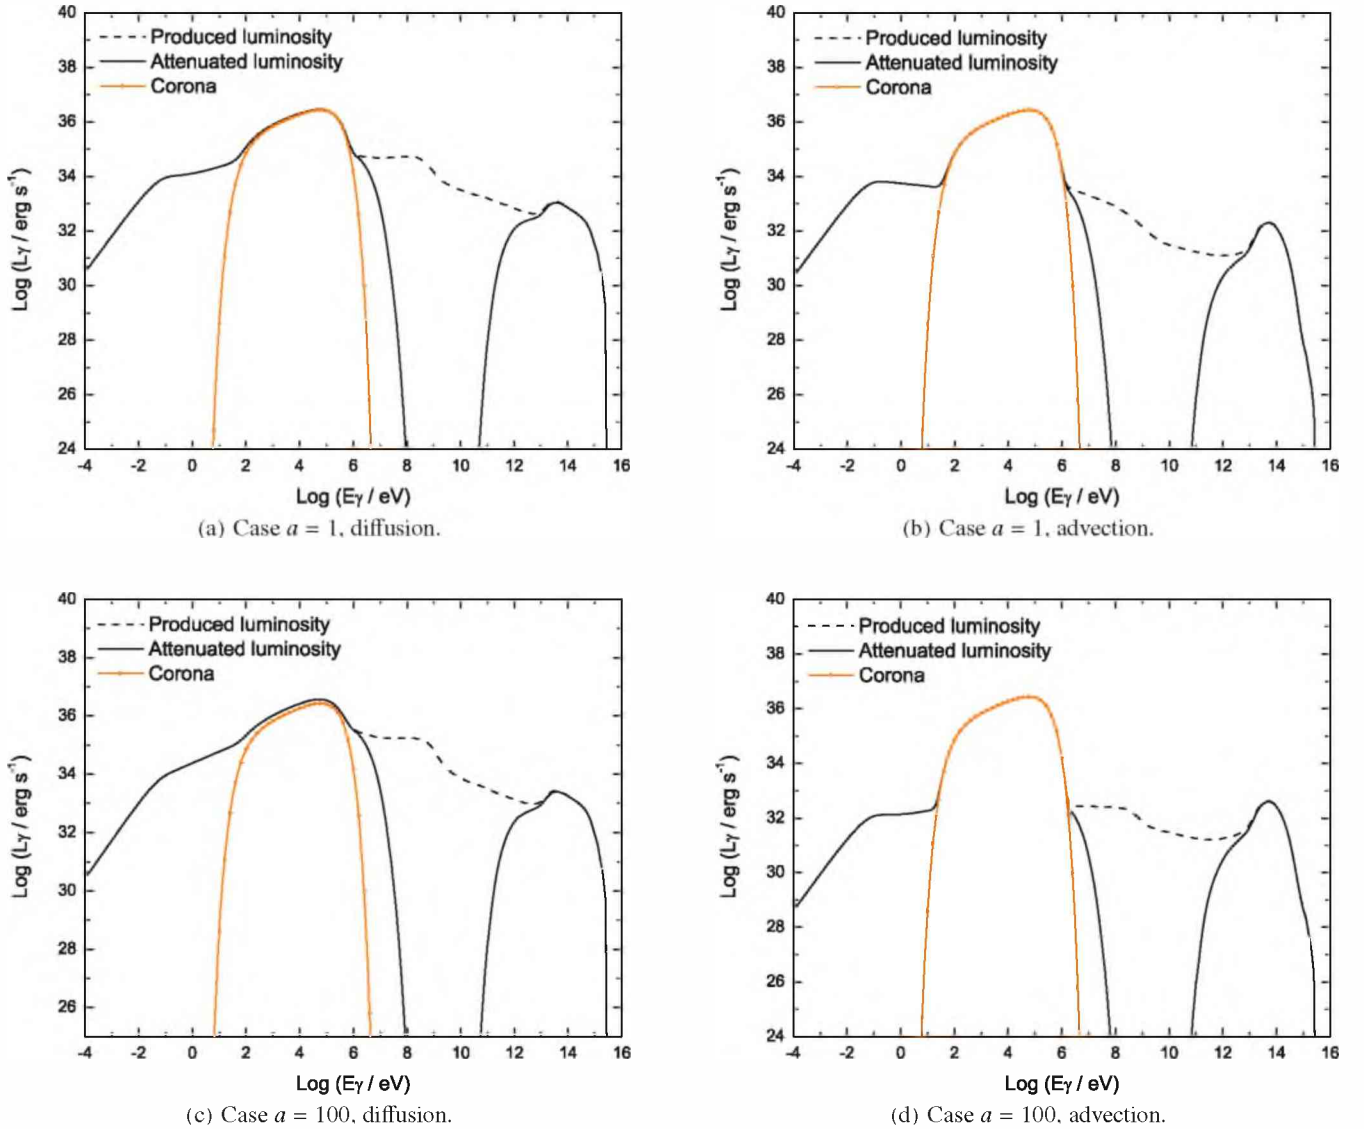 40
38
36
34
32
30
28
26
24
Log (Lγ / erg s⁻¹)
Produced luminosity
Attenuated luminosity
Corona
-4 -2 0 2 4 6 8 10 12 14 16
Log (Eγ / eV)
(a) Case a = 1, diffusion.
40
38
36
34
32
30
28
26
24
Log (Lγ / erg s⁻¹)
Produced luminosity
Attenuated luminosity
Corona
-4 -2 0 2 4 6 8 10 12 14 16
Log (Eγ / eV)
(b) Case a = 1, advection.
40
38
36
34
32
30
28
26
Log (Lγ / erg s⁻¹)
Produced luminosity
Attenuated luminosity
Corona
-4 -2 0 2 4 6 8 10 12 14 16
Log (Eγ / eV)
(c) Case a = 100, diffusion.
40
38
36
34
32
30
28
26
24
Log (Lγ / erg s⁻¹)
Produced luminosity
Attenuated luminosity
Corona
-4 -2 0 2 4 6 8 10 12 14 16
Log (Eγ / eV)
(d) Case a = 100, advection.